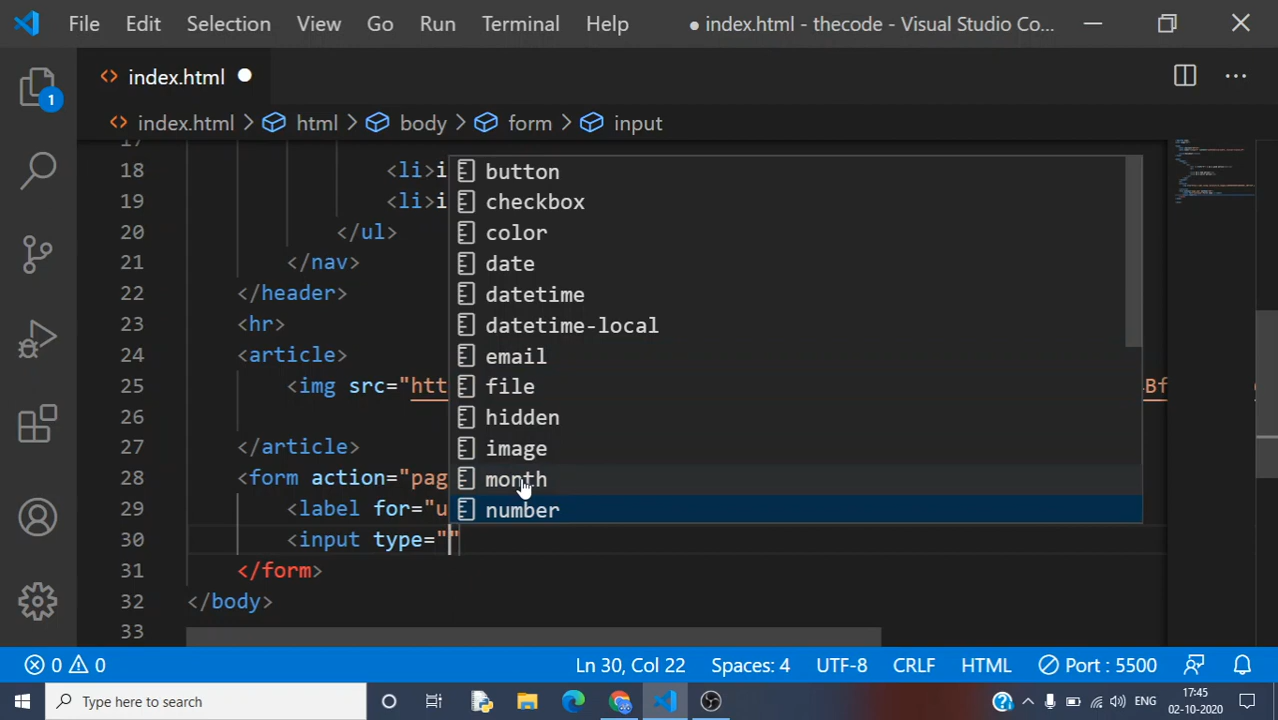 File Edit Selection View Go Run Terminal Help ● index.html - thecode - Visual Studio Co...
1
<> index.html ●
<> index.html > html > body > form > input
17
18 <li>i
19 <li>i
20 </ul>
21 </nav>
22 </header>
23 <hr>
24 <article>
25 <img src="htt Bf
26
27 </article>
28 <form action="pag
29 <label for="u
30 <input type=""
31 </form>
32 </body>
33
button
checkbox
color
date
datetime
datetime-local
email
file
hidden
image
month
number
0 0 Ln 30, Col 22 Spaces: 4 UTF-8 CRLF HTML Port : 5500
Type here to search ENG 17:45
02-10-2020